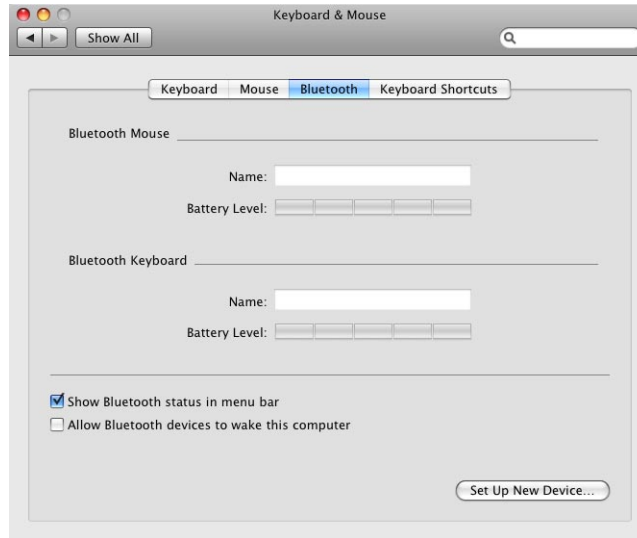 Keyboard & Mouse
Show All
Keyboard Mouse Bluetooth Keyboard Shortcuts
Bluetooth Mouse
Name:
Battery Level:
Bluetooth Keyboard
Name:
Battery Level:
Show Bluetooth status in menu bar
Allow Bluetooth devices to wake this computer
Set Up New Device...